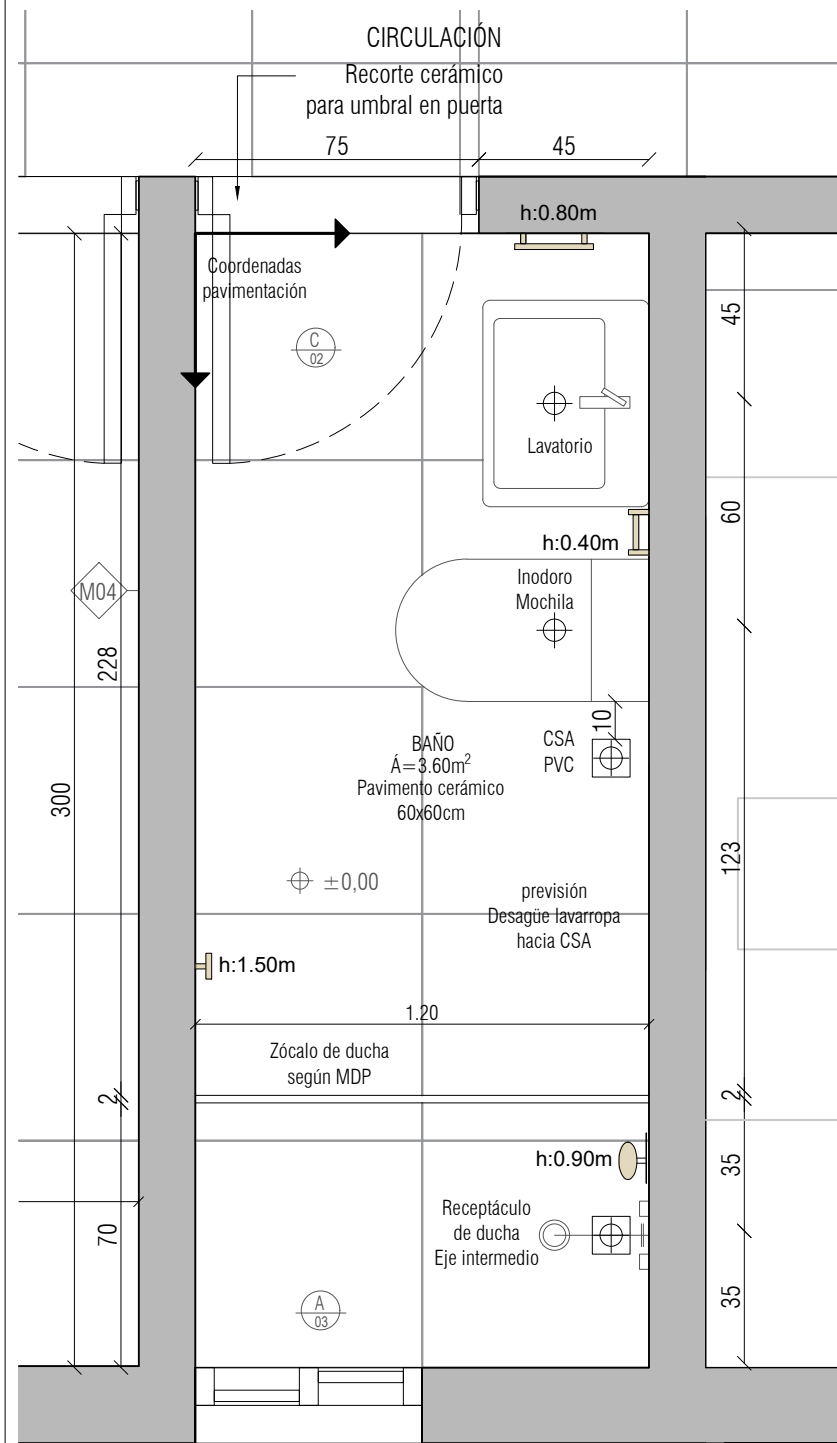 CIRCULACIÓN
Recorte cerámico
para umbral en puerta
75
45
h:0.80m
Coordenadas
pavimentación
C
02
45
Lavatorio
60
h:0.40m
Inodoro
Mochila
M04
228
10
CSA
PVC
BAÑO
Á=3.60m²
Pavimento cerámico
60x60cm
300
123
±0,00
previsión
Desagüe lavarropa
hacia CSA
h:1.50m
1.20
Zócalo de ducha
según MDP
2
2
h:0.90m
35
Receptáculo
de ducha
Eje intermedio
70
35
A
03